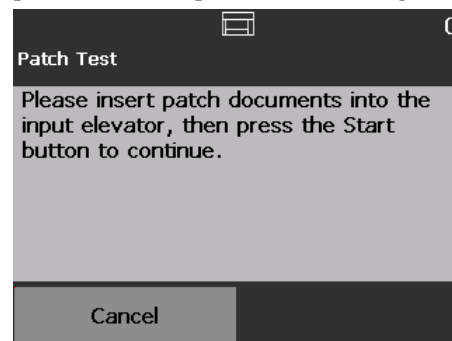 Patch Test
Please insert patch documents into the
input elevator, then press the Start
button to continue.
Cancel